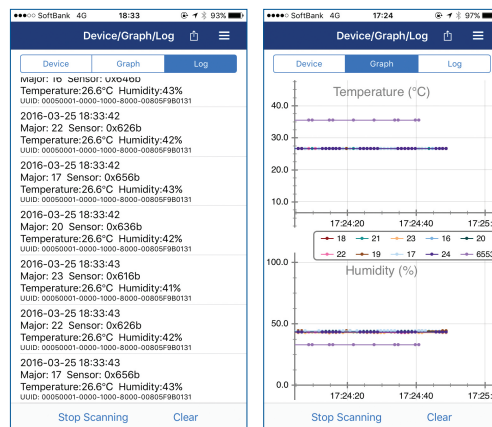 SoftBank 4G 18:33 93%
Device/Graph/Log
Device Graph Log
Major: 16 Sensor: 0x646b
Temperature:26.6°C Humidity:43%
UUID: 00050001-0000-1000-8000-00805F9B0131
2016-03-25 18:33:42
Major: 22 Sensor: 0x626b
Temperature:26.6°C Humidity:42%
UUID: 00050001-0000-1000-8000-00805F9B0131
2016-03-25 18:33:42
Major: 17 Sensor: 0x656b
Temperature:26.6°C Humidity:43%
UUID: 00050001-0000-1000-8000-00805F9B0131
2016-03-25 18:33:42
Major: 20 Sensor: 0x636b
Temperature:26.6°C Humidity:42%
UUID: 00050001-0000-1000-8000-00805F9B0131
2016-03-25 18:33:43
Major: 23 Sensor: 0x616b
Temperature:26.6°C Humidity:41%
UUID: 00050001-0000-1000-8000-00805F9B0131
2016-03-25 18:33:43
Major: 22 Sensor: 0x626b
Temperature:26.6°C Humidity:42%
UUID: 00050001-0000-1000-8000-00805F9B0131
2016-03-25 18:33:43
Major: 17 Sensor: 0x656b
Temperature:26.6°C Humidity:43%
UUID: 00050001-0000-1000-8000-00805F9B0131
Stop Scanning Clear
SoftBank 4G 17:24 97%
Device/Graph/Log
Device Graph Log
Temperature (°C)
40.0
30.0
20.0
10.0
17:24:20 17:24:40 17:25:
18 21 23 16 20
22 19 17 24 6553
100.0
Humidity (%)
50.0
0.0
17:24:20 17:24:40 17:25:
Stop Scanning Clear